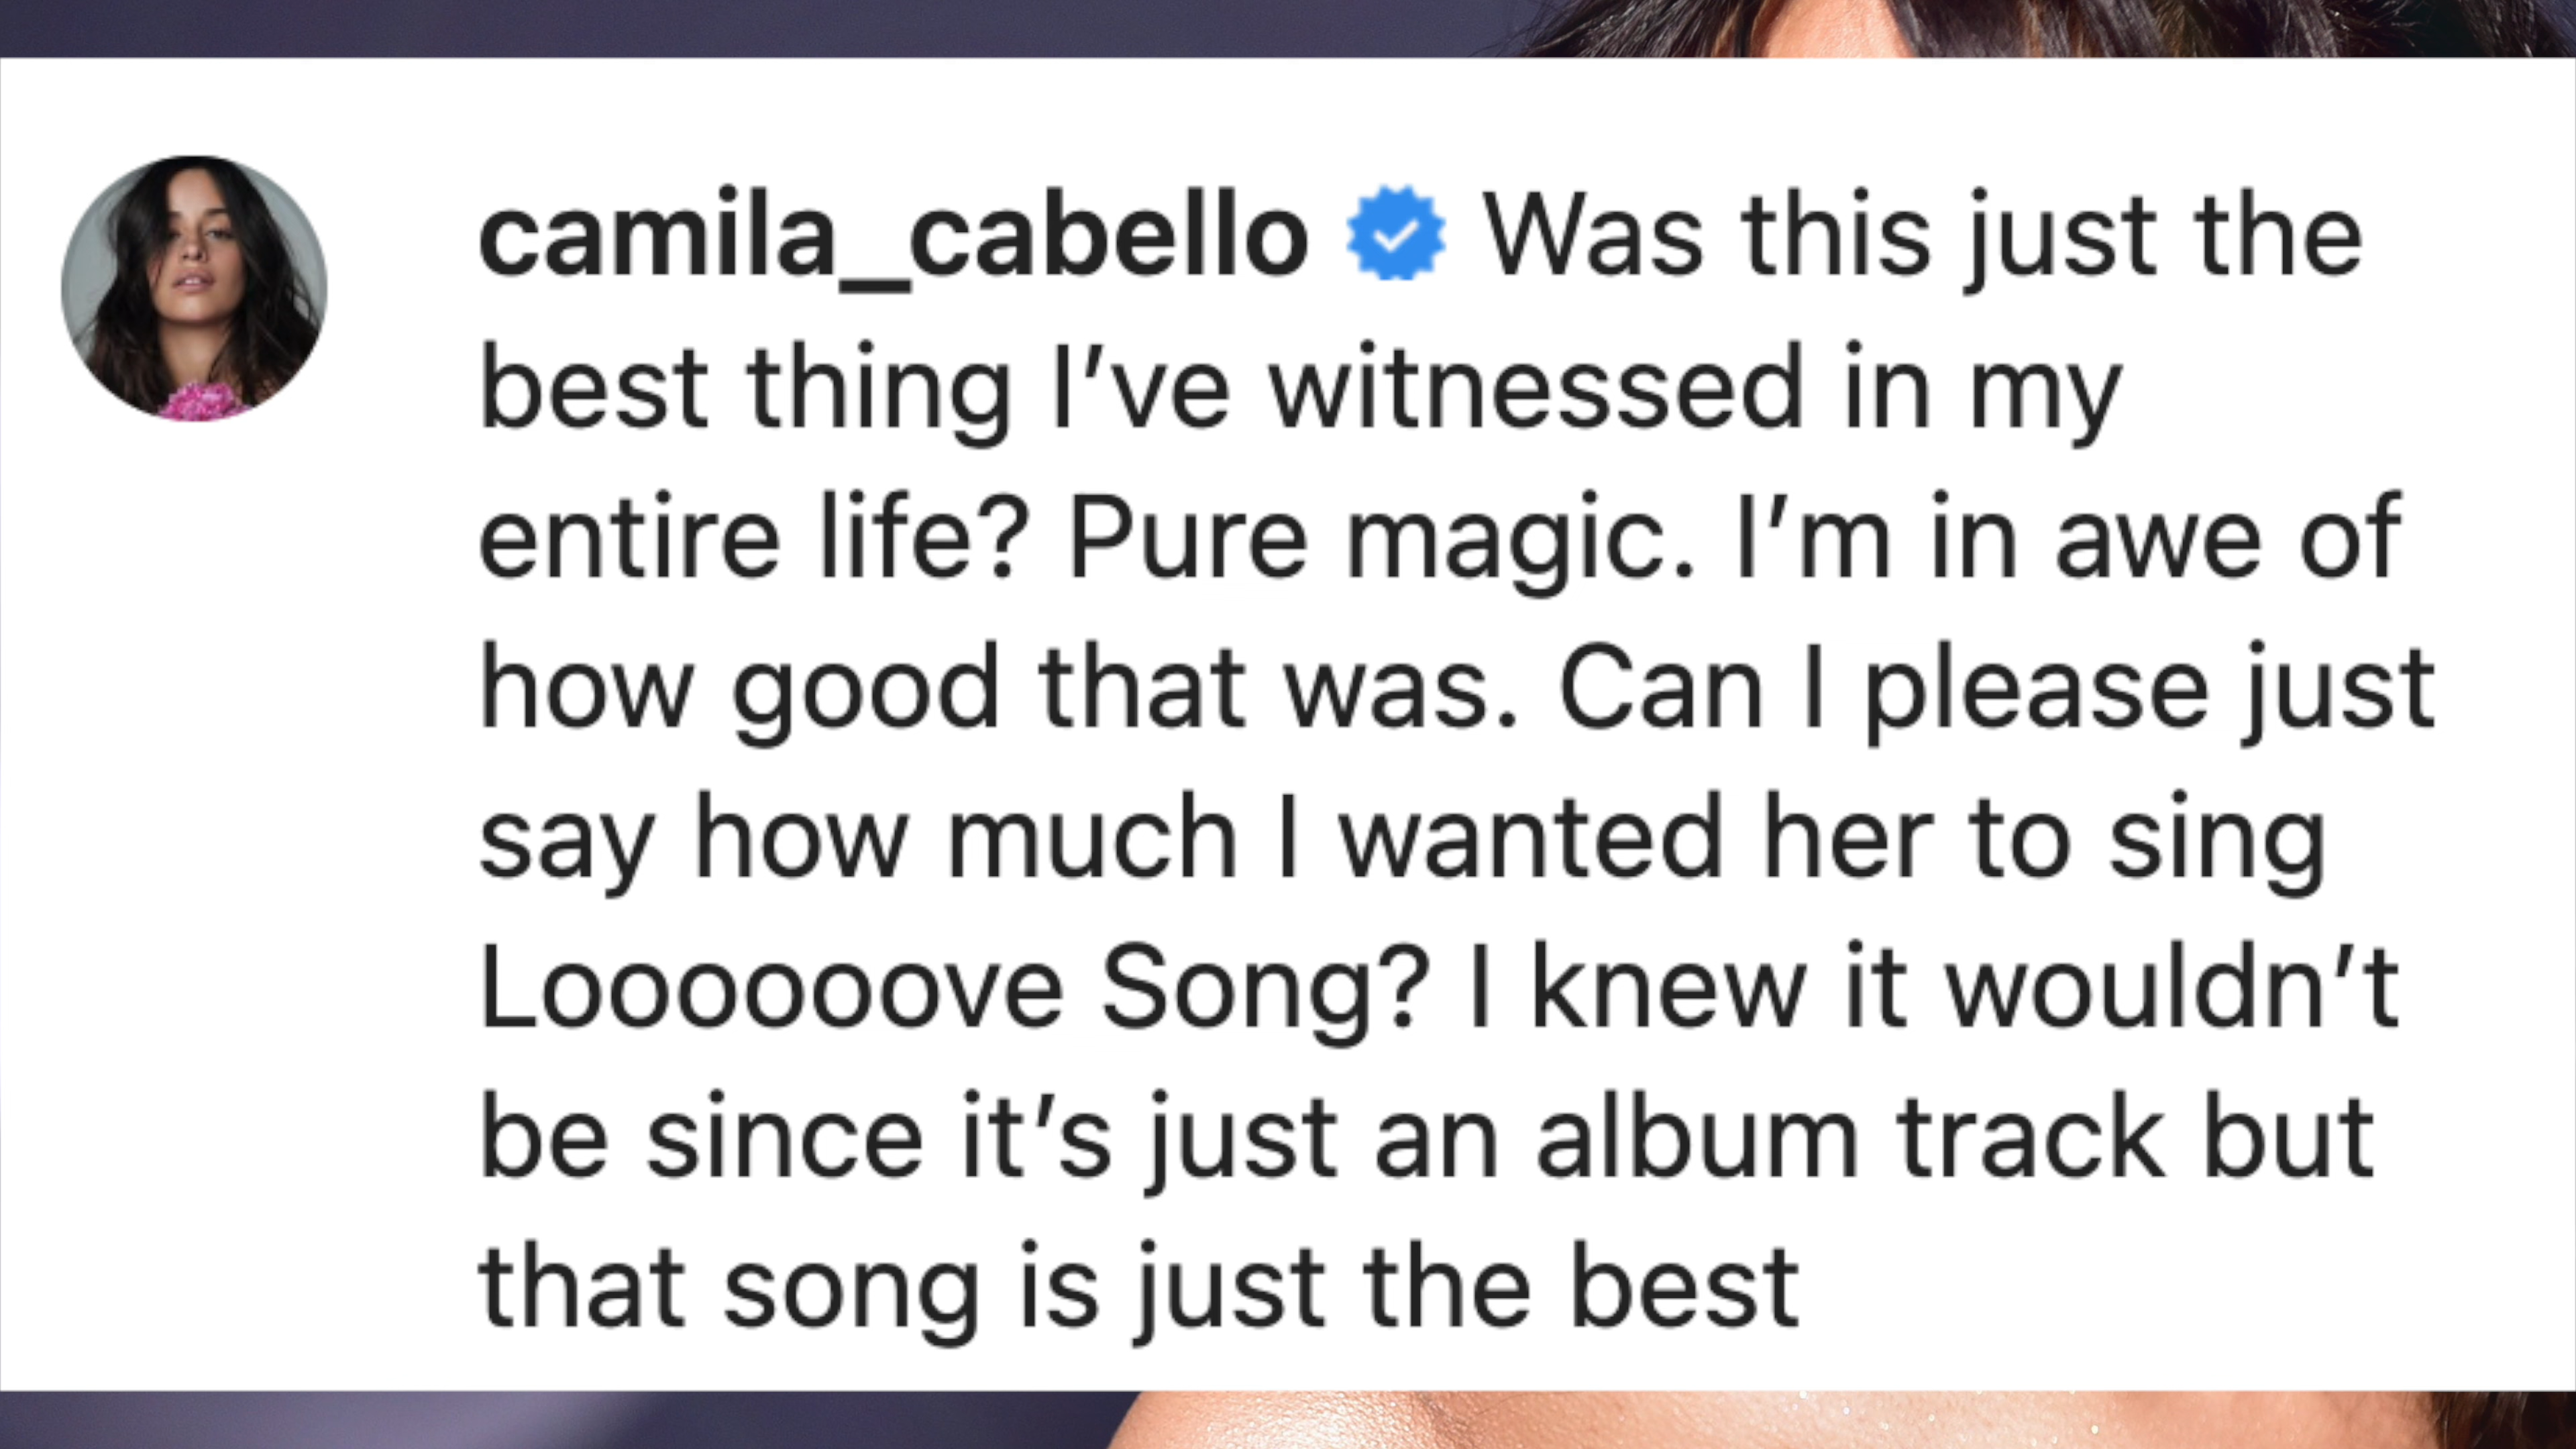 camila_cabello Was this just the
best thing I’ve witnessed in my
entire life? Pure magic. I’m in awe of
how good that was. Can I please just
say how much I wanted her to sing
Looooooove Song? I knew it wouldn’t
be since it’s just an album track but
that song is just the best